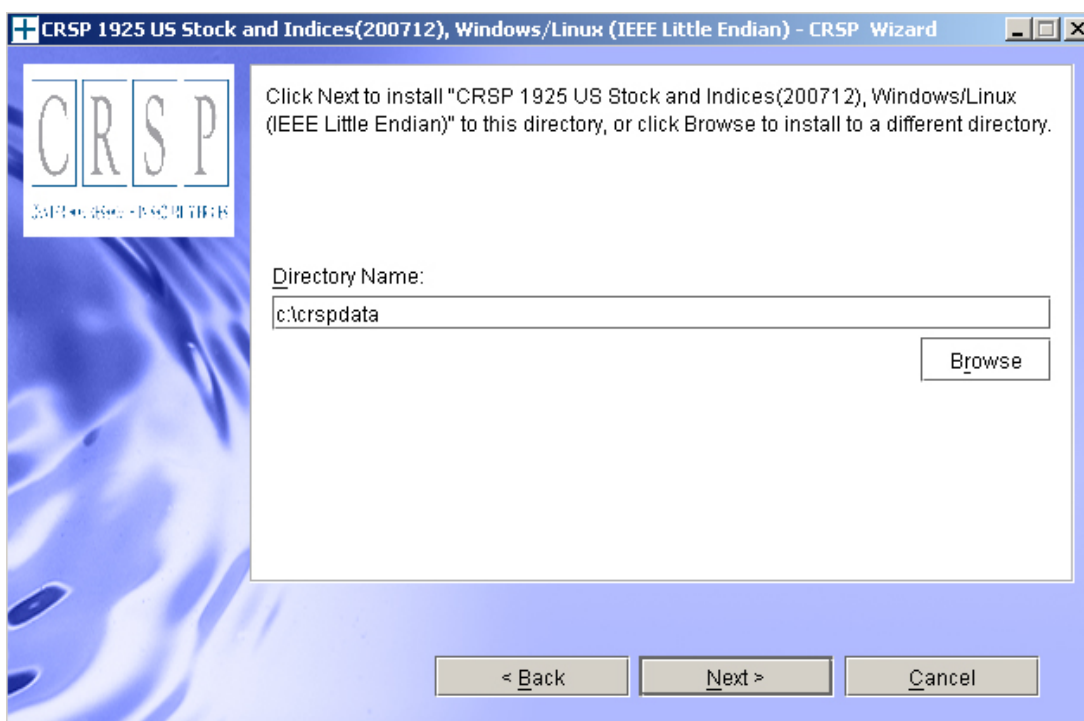 CRSP 1925 US Stock and Indices(200712), Windows/Linux (IEEE Little Endian) - CRSP Wizard
CRSP
Click Next to install "CRSP 1925 US Stock and Indices(200712), Windows/Linux
(IEEE Little Endian)" to this directory, or click Browse to install to a different directory.
Directory Name:
c:\crspdata
Browse
< Back
Next >
Cancel